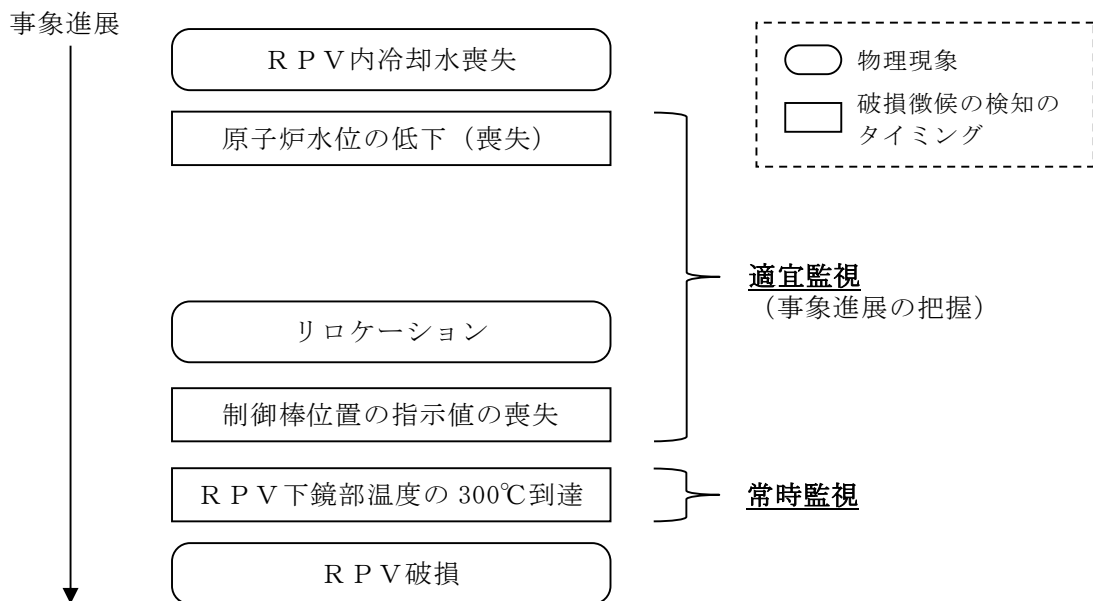 事象進展
ＲＰＶ内冷却水喪失
原子炉水位の低下（喪失）
リロケーション
制御棒位置の指示値の喪失
ＲＰＶ下鏡部温度の 300℃到達
ＲＰＶ破損
適宜監視
（事象進展の把握）
常時監視
物理現象
破損徴候の検知の
タイミング